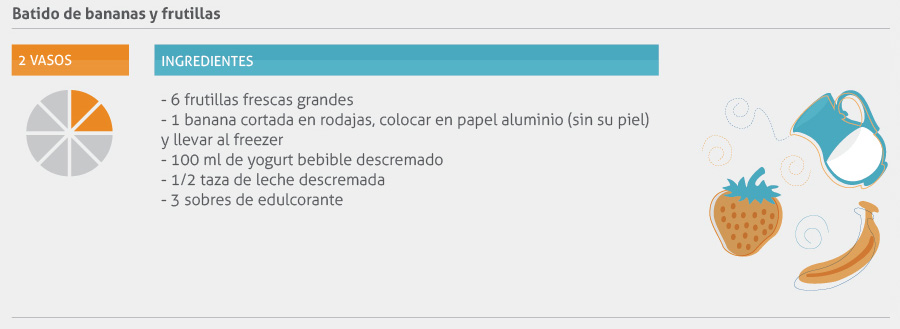 Batido de bananas y frutillas
2 VASOS
INGREDIENTES
- 6 frutillas frescas grandes
- 1 banana cortada en rodajas, colocar en papel aluminio (sin su piel)
y llevar al freezer
- 100 ml de yogurt bebible descremado
- 1/2 taza de leche descremada
- 3 sobres de edulcorante